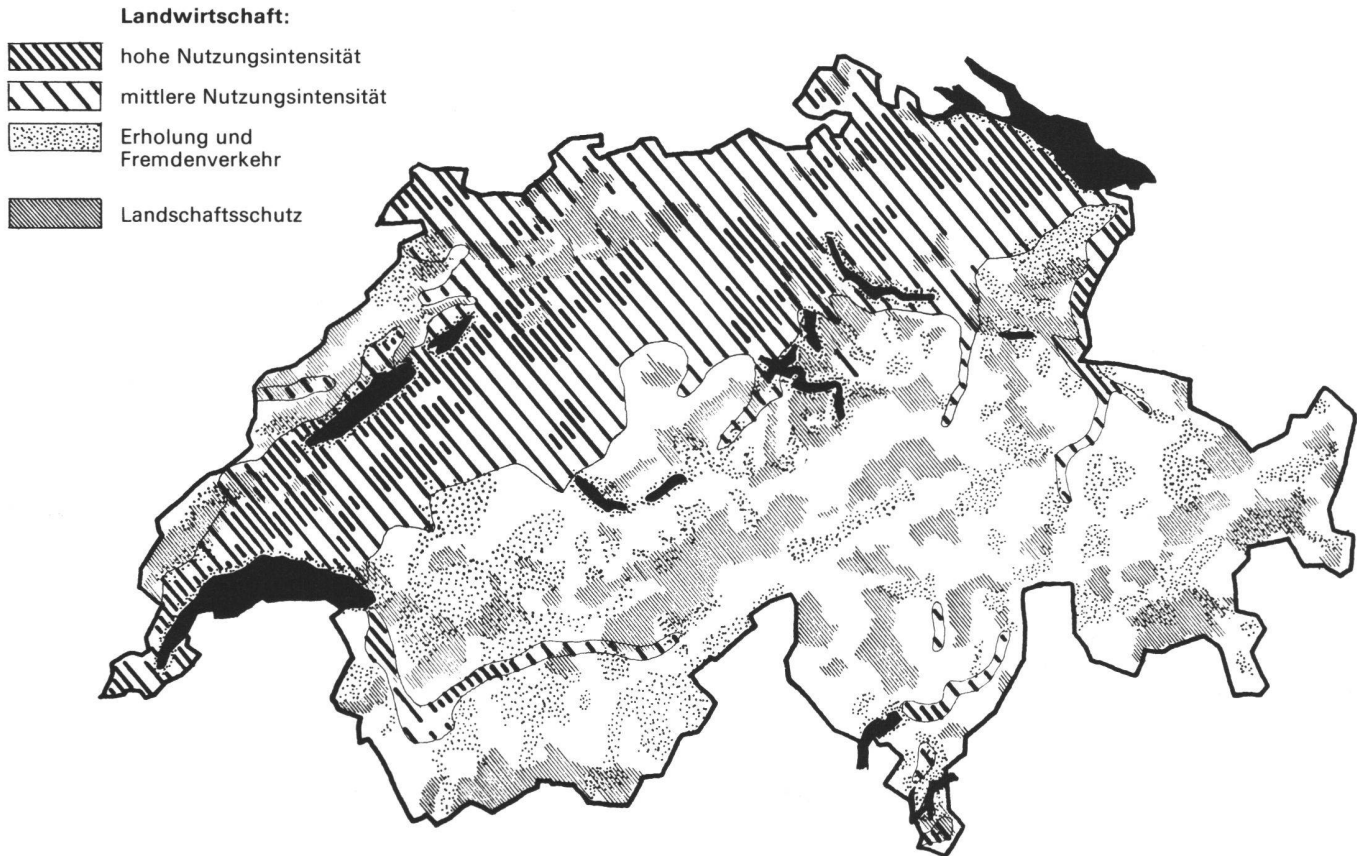 Landwirtschaft:
hohe Nutzungsintensität
mittlere Nutzungsintensität
Erholung und
Fremdenverkehr
Landschaftsschutz